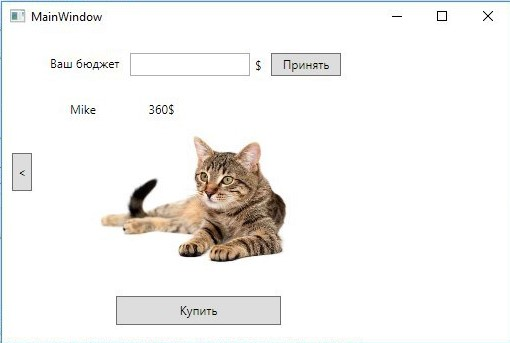 MainWindow
Ваш бюджет $ Принять
Mike 360$
<
Купить